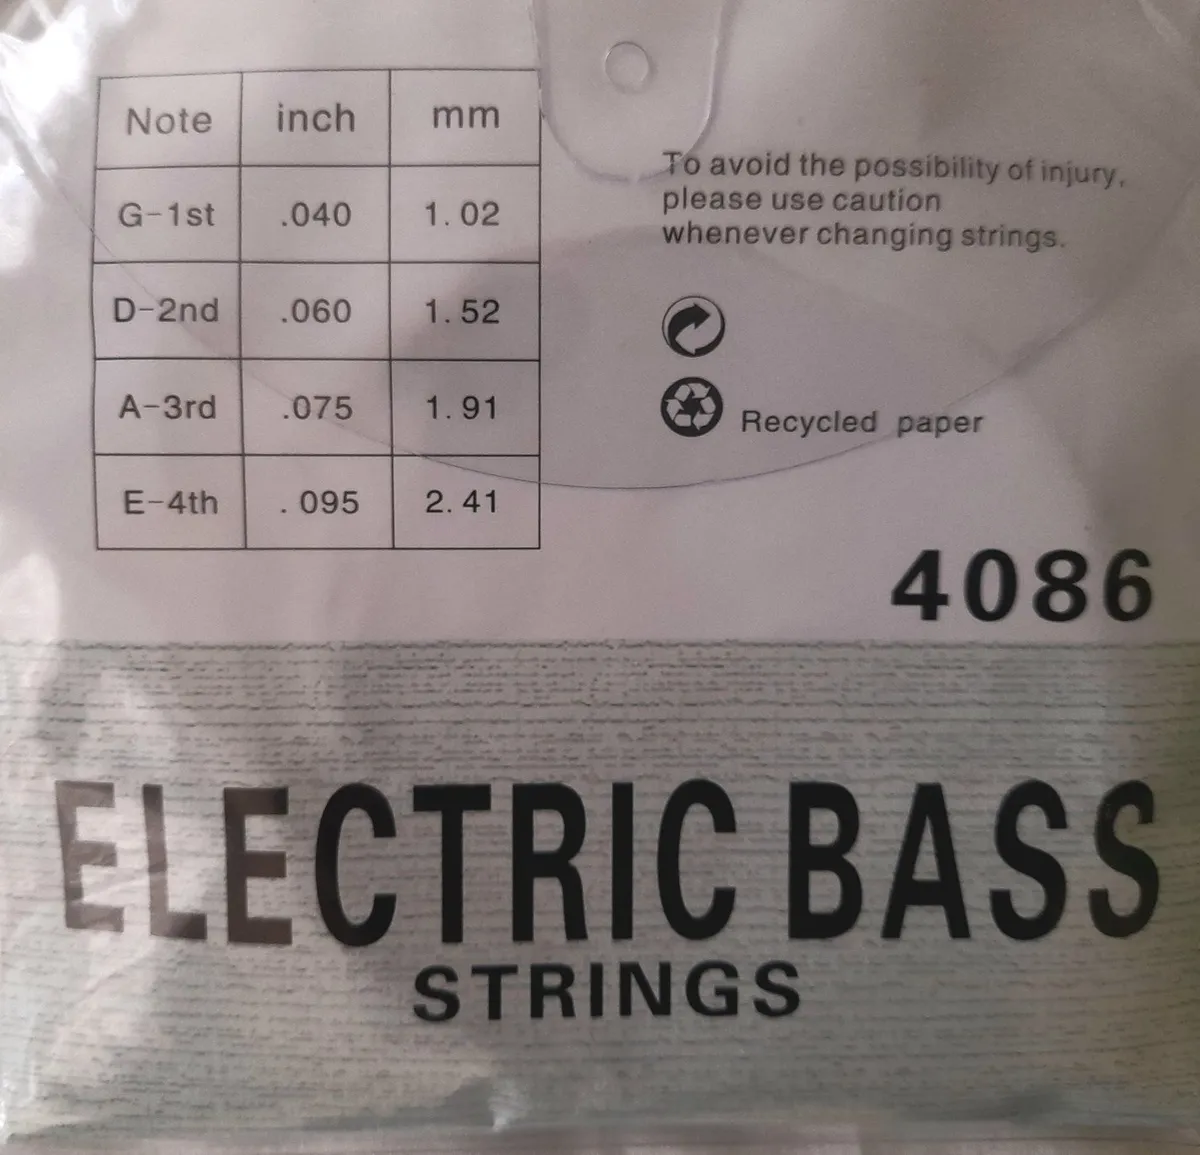 Note inch mm
G-1st .040 1.02
D-2nd .060 1.52
A-3rd .075 1.91
E-4th .095 2.41
To avoid the possibility of injury,
please use caution
whenever changing strings.
Recycled paper
4086
ELECTRIC BASS
STRINGS